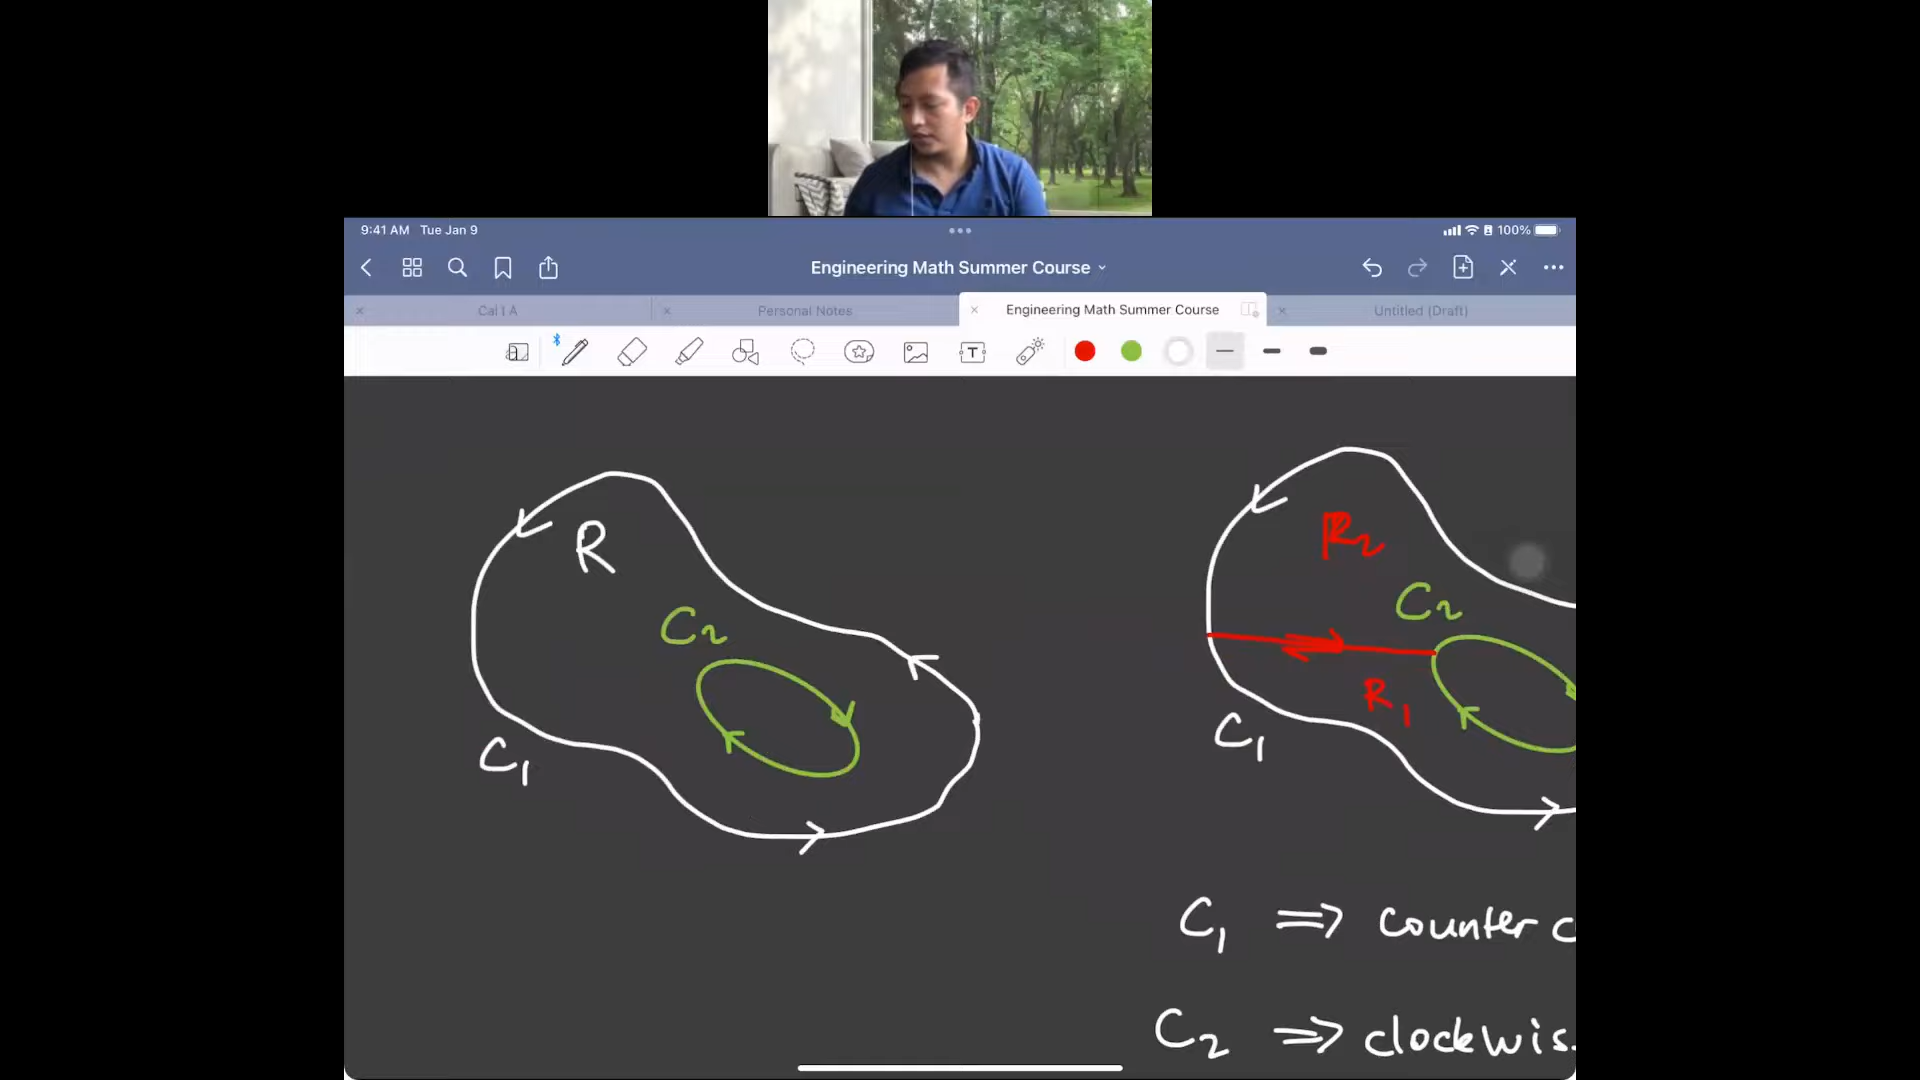 9:41 AM Tue Jan 9
100%
Engineering Math Summer Course
Cal I A
Personal Notes
Engineering Math Summer Course
Untitled (Draft)
T
R
C2
C1
R2
C2
R1
C1
C1 ⇒ counter c
C2 ⇒ clockwis